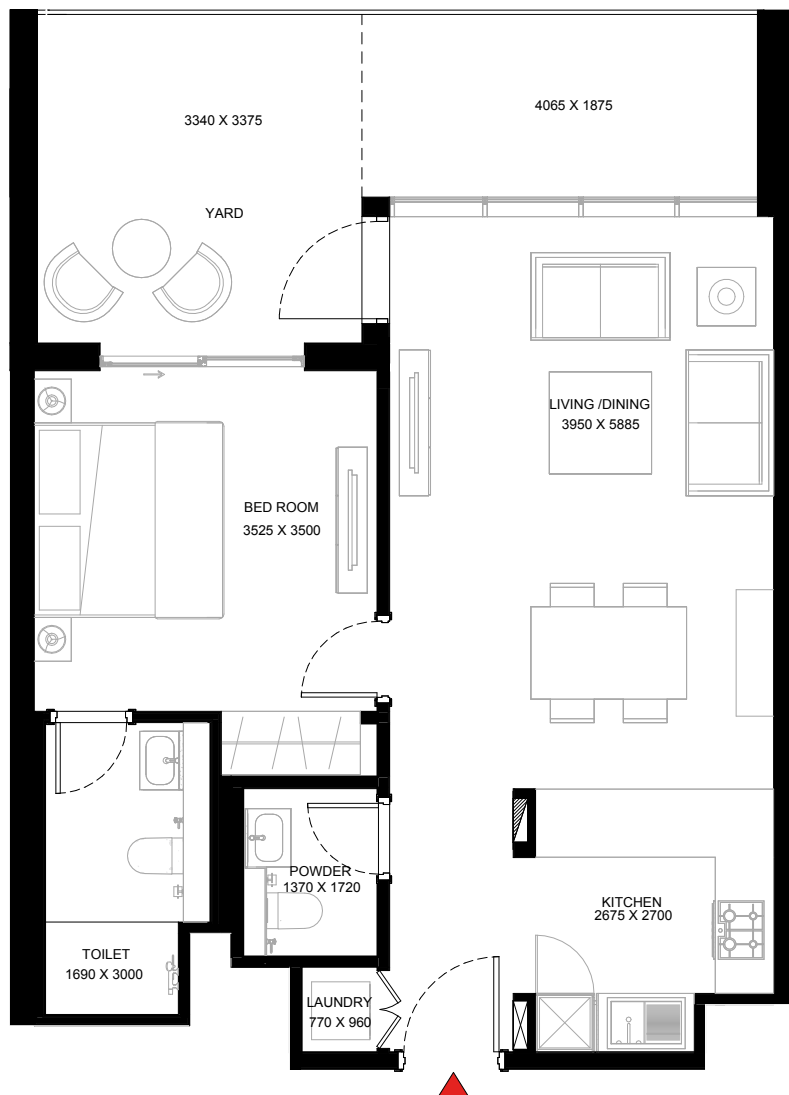 4065 X 1875
3340 X 3375
YARD
LIVING /DINING
3950 X 5885
BED ROOM
3525 X 3500
POWDER
1370 X 1720
KITCHEN
2675 X 2700
TOILET
1690 X 3000
LAUNDRY
770 X 960